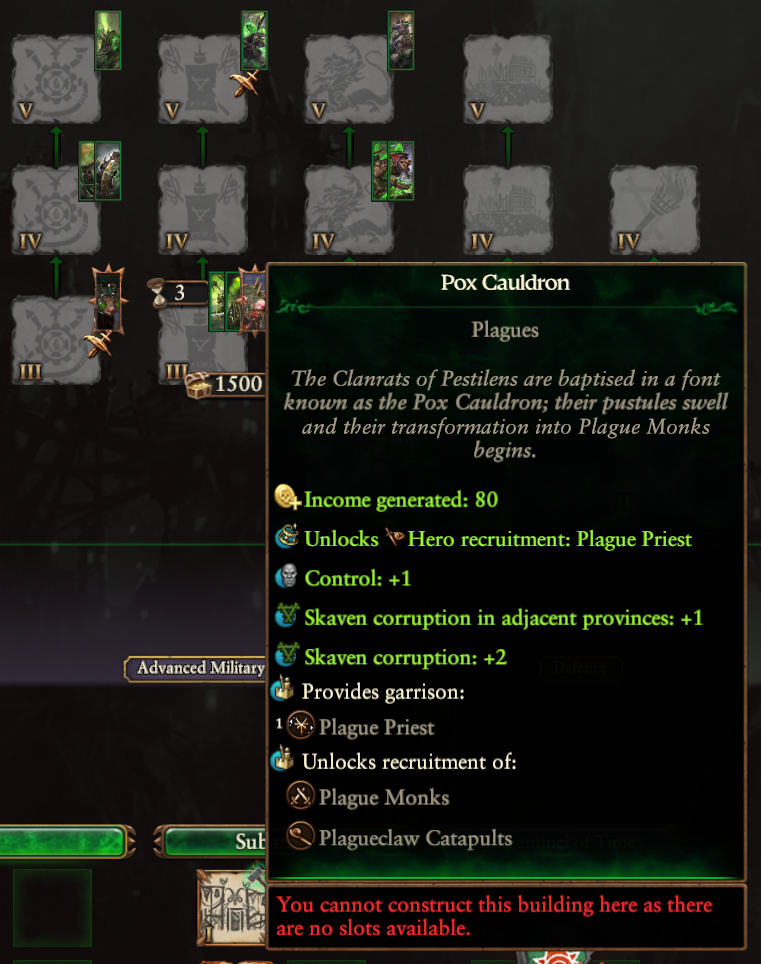 V
V
V
V
IV
IV
IV
IV
IV
III
3
III
1500
Pox Cauldron
Plagues
The Clanrats of Pestilens are baptised in a font
known as the Pox Cauldron; their pustules swell
and their transformation into Plague Monks
begins.
Income generated: 80
Unlocks Hero recruitment: Plague Priest
Control: +1
Skaven corruption in adjacent provinces: +1
Skaven corruption: +2
Provides garrison:
1 Plague Priest
Unlocks recruitment of:
Plague Monks
Plagueclaw Catapults
Advanced Military
Defence
Sub
I
You cannot construct this building here as there
are no slots available.